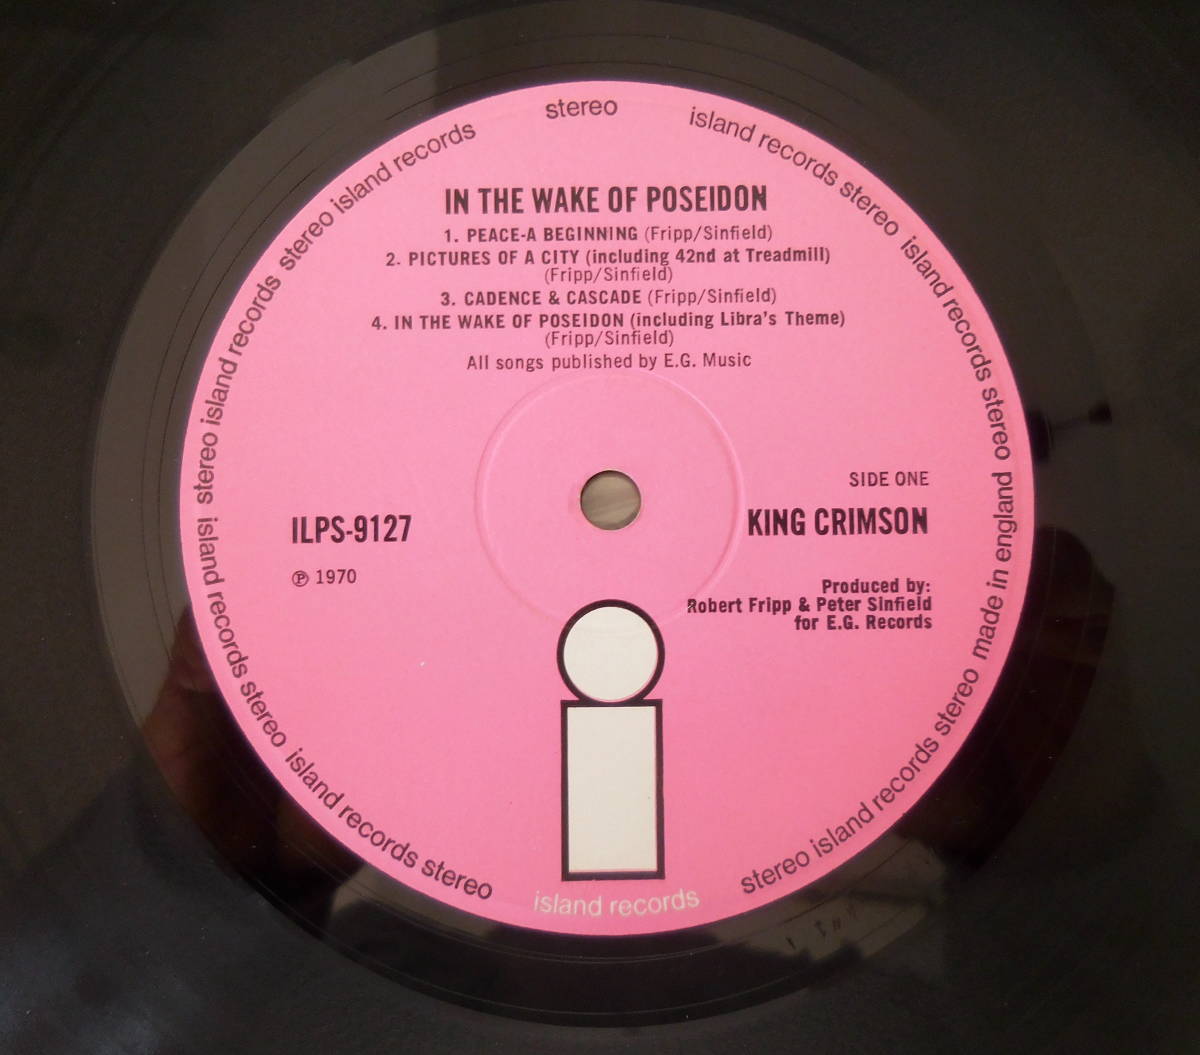 stereo
island records stereo island records stereo made in england
IN THE WAKE OF POSEIDON
1. PEACE-A BEGINNING (Fripp/Sinfield)
2. PICTURES OF A CITY (including 42nd at Treadmill)
(Fripp/Sinfield)
3. CADENCE & CASCADE (Fripp/Sinfield)
4. IN THE WAKE OF POSEIDON (including Libra's Theme)
(Fripp/Sinfield)
All songs published by E.G. Music
SIDE ONE
ILPS-9127
KING CRIMSON
℗ 1970
Produced by:
Robert Fripp & Peter Sinfield
for E.G. Records
stereo island records stereo
island records
island records stereo island records stereo
stereo island records stereo island records